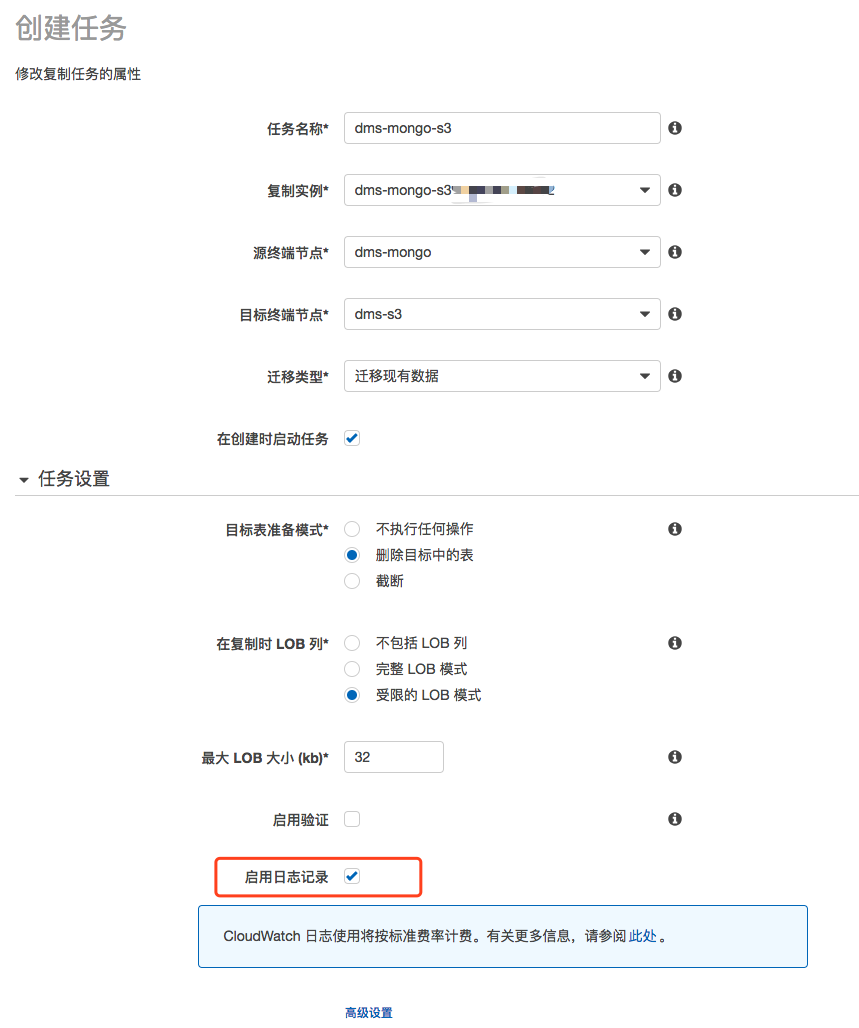 创建任务
修改复制任务的属性
任务名称* dms-mongo-s3
复制实例* dms-mongo-s3
源终端节点* dms-mongo
目标终端节点* dms-s3
迁移类型* 迁移现有数据
在创建时启动任务
任务设置
目标表准备模式* 不执行任何操作
删除目标中的表
截断
在复制时 LOB 列* 不包括 LOB 列
完整 LOB 模式
受限的 LOB 模式
最大 LOB 大小 (kb)* 32
启用验证
启用日志记录
CloudWatch 日志使用将按标准费率计费。有关更多信息，请参阅 此处 。
高级设置